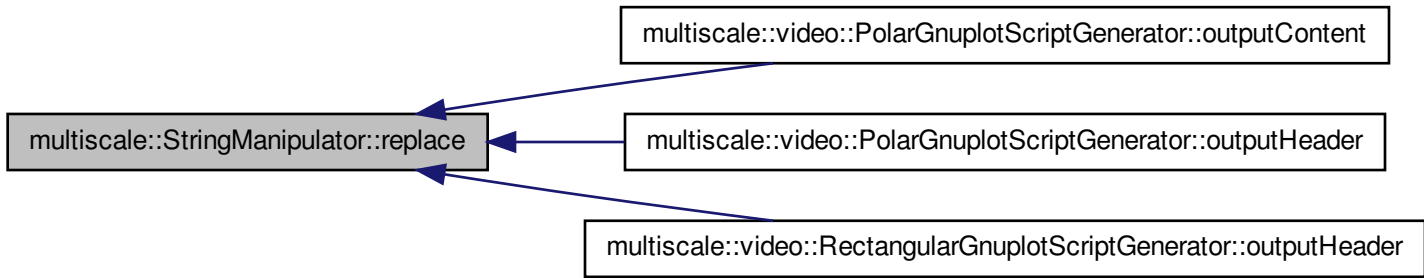 multiscale::video::PolarGnuplotScriptGenerator::outputContent
multiscale::StringManipulator::replace
multiscale::video::PolarGnuplotScriptGenerator::outputHeader
multiscale::video::RectangularGnuplotScriptGenerator::outputHeader